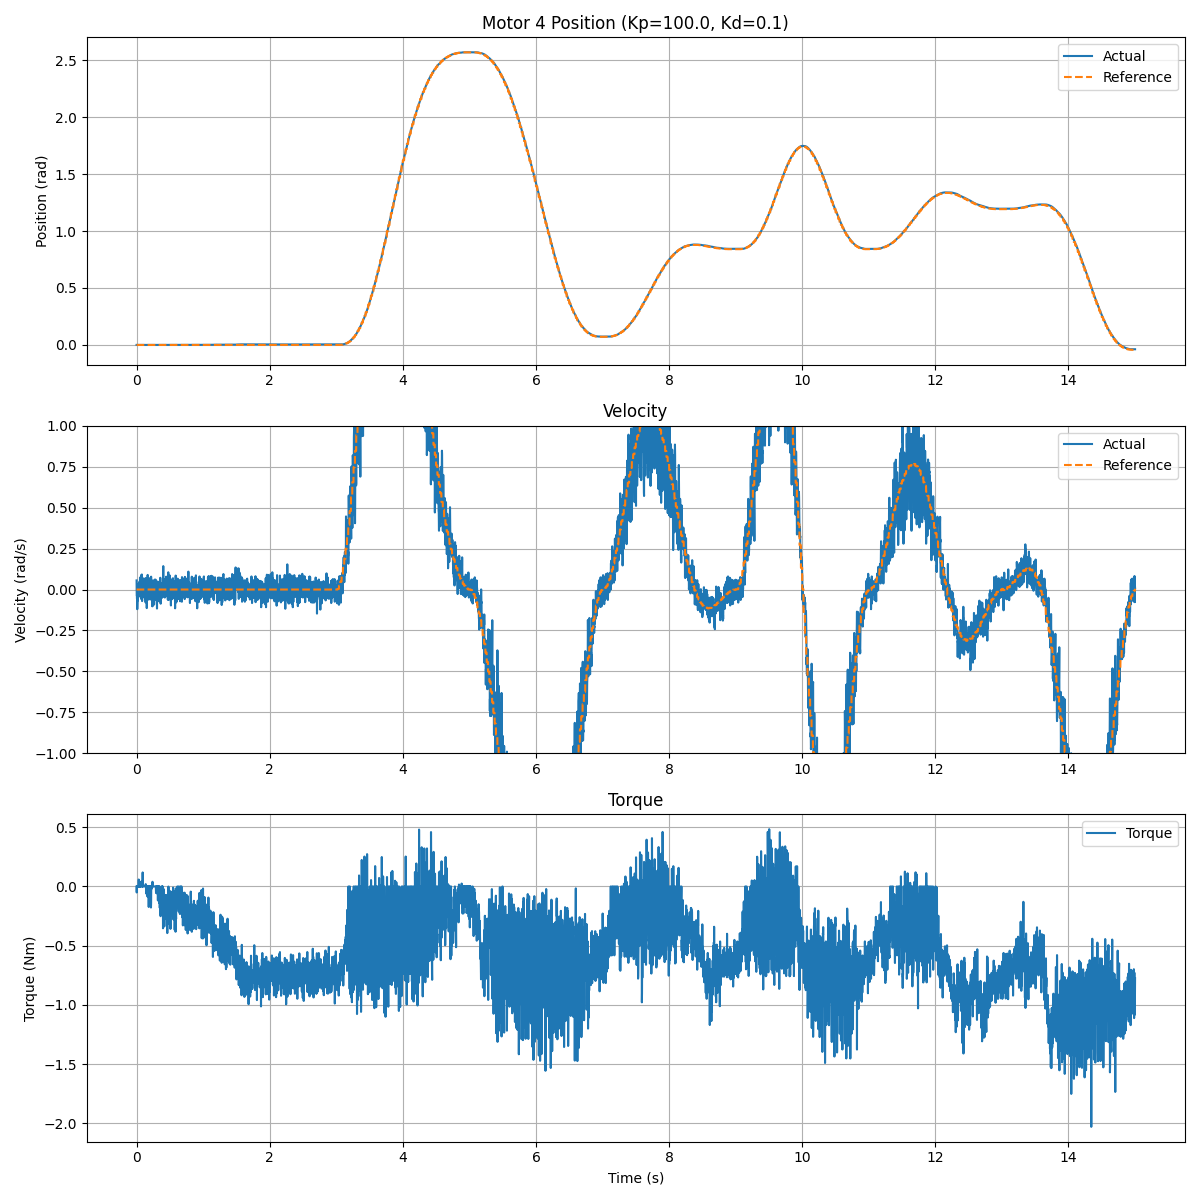 Motor 4 Position (Kp=100.0, Kd=0.1)
2.5
2.0
1.5
1.0
0.5
0.0
Position (rad)
Actual
Reference
0 2 4 6 8 10 12 14
Velocity
1.00
0.75
0.50
0.25
0.00
−0.25
−0.50
−0.75
−1.00
Velocity (rad/s)
Actual
Reference
0 2 4 6 8 10 12 14
Torque
0.5
0.0
−0.5
−1.0
−1.5
−2.0
Torque (Nm)
Torque
0 2 4 6 8 10 12 14
Time (s)